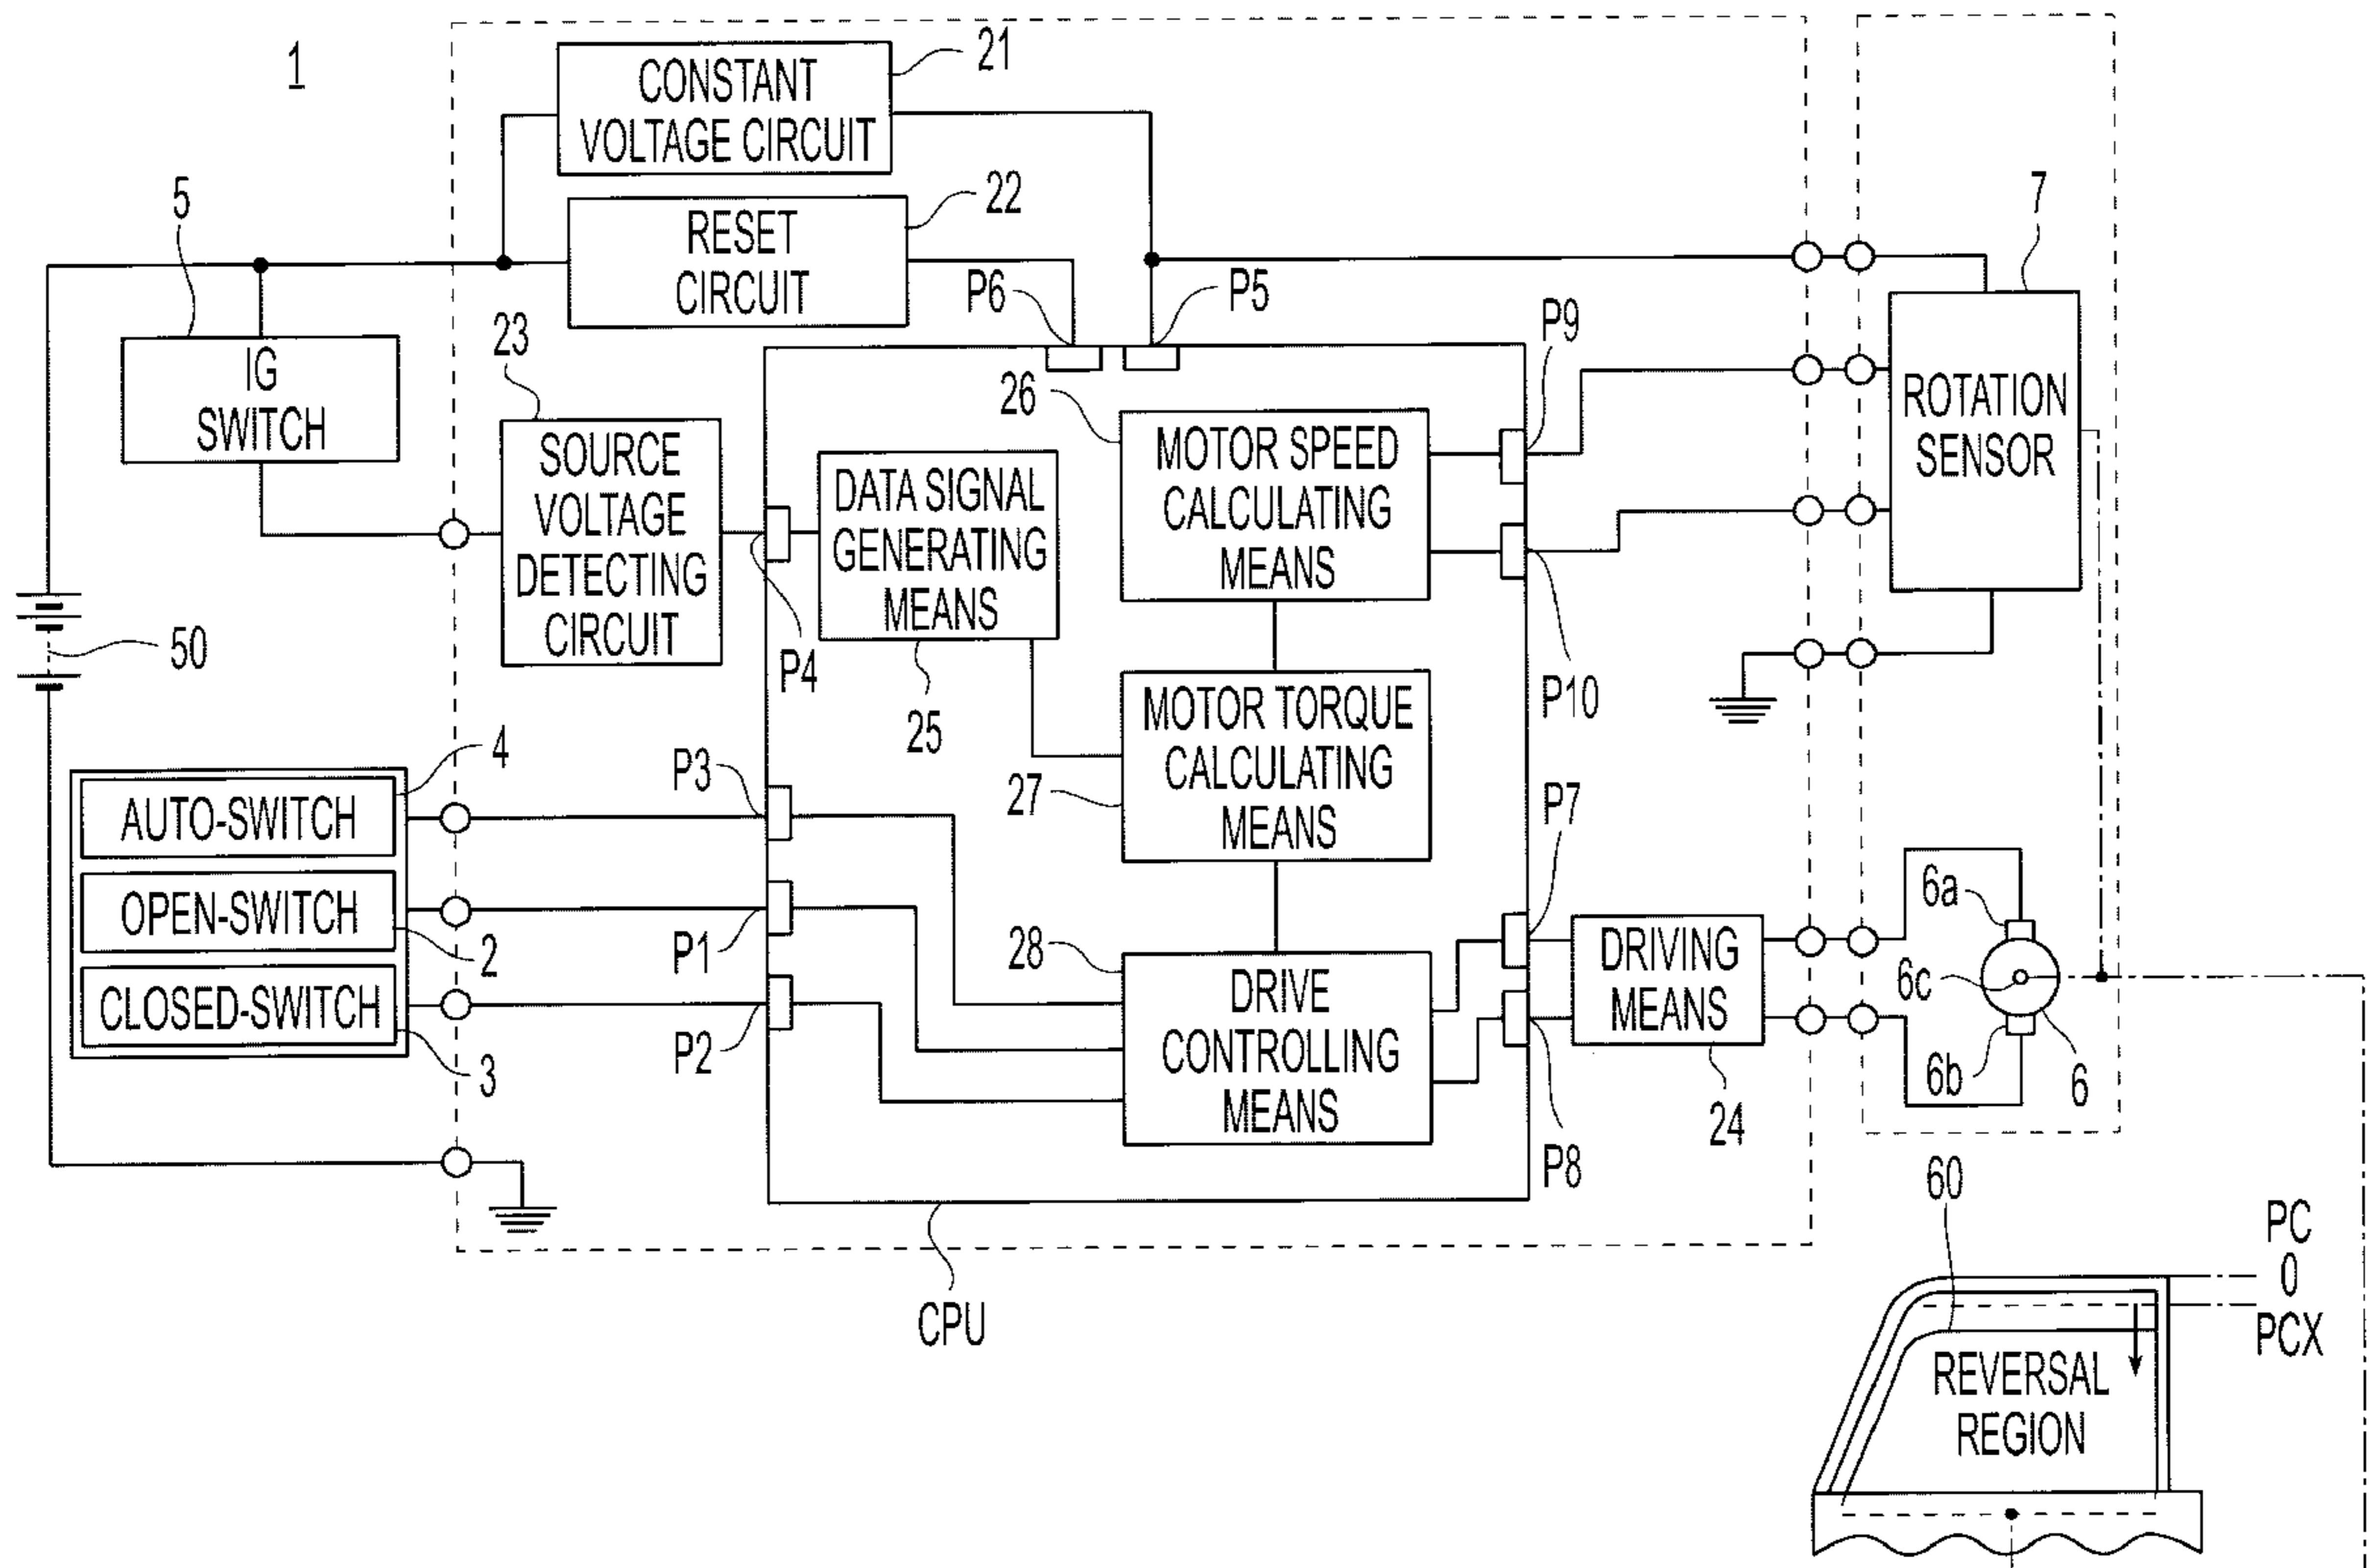 1
CONSTANT
VOLTAGE CIRCUIT
21
RESET
CIRCUIT
22
5
IG
SWITCH
23
SOURCE
VOLTAGE
DETECTING
CIRCUIT
P6
P5
P9
7
ROTATION
SENSOR
26
MOTOR SPEED
CALCULATING
MEANS
DATA SIGNAL
GENERATING
MEANS
25
P4
P10
50
MOTOR TORQUE
CALCULATING
MEANS
27
4
AUTO-SWITCH
OPEN-SWITCH
2
CLOSED-SWITCH
3
P3
P1
P2
28
DRIVE
CONTROLLING
MEANS
P7
P8
DRIVING
MEANS
24
6a
6c
6b
6
CPU
60
PC
0
PCX
REVERSAL
REGION